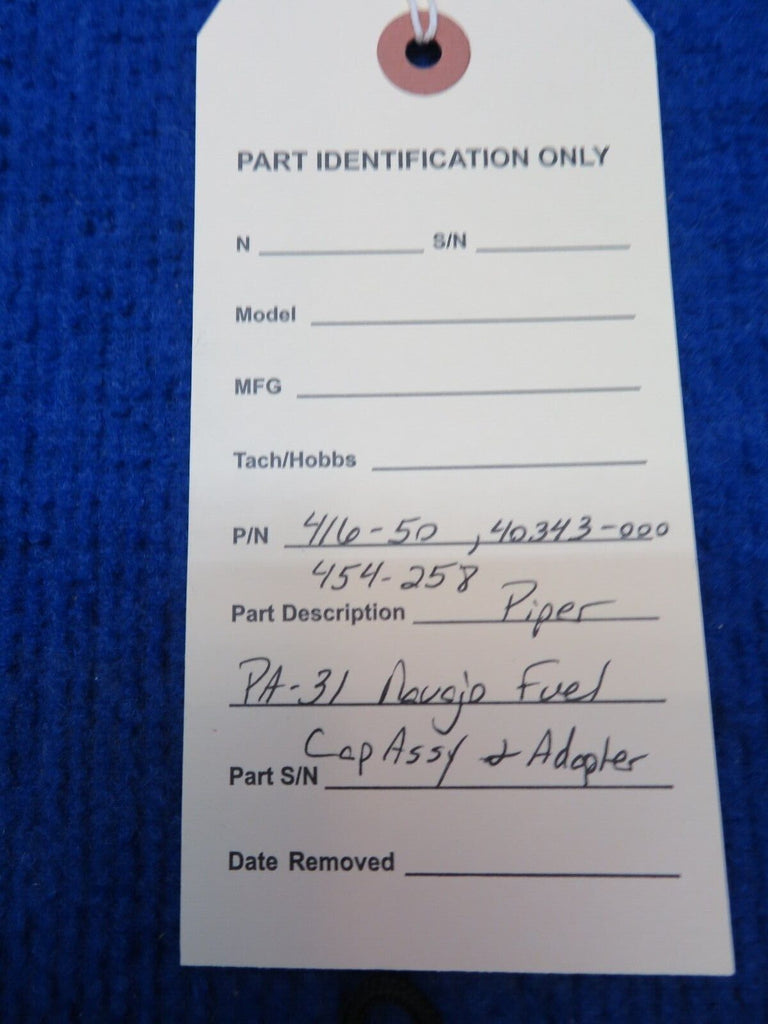 PART IDENTIFICATION ONLY
N S/N
Model
MFG
Tach/Hobbs
P/N 416-50, 40343-000
454-258
Part Description Piper
PA-31 Navajo Fuel
Cap Assy & Adapter
Part S/N
Date Removed